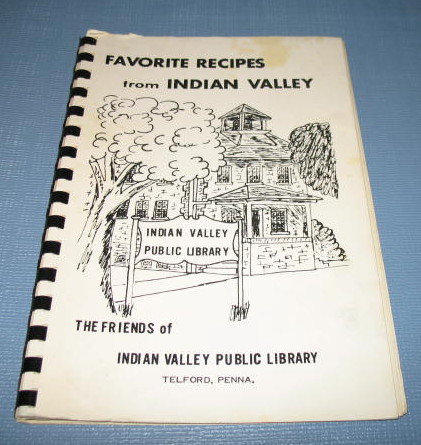 FAVORITE RECIPES
from INDIAN VALLEY
INDIAN VALLEY
PUBLIC LIBRARY
THE FRIENDS of
INDIAN VALLEY PUBLIC LIBRARY
TELFORD, PENNA.